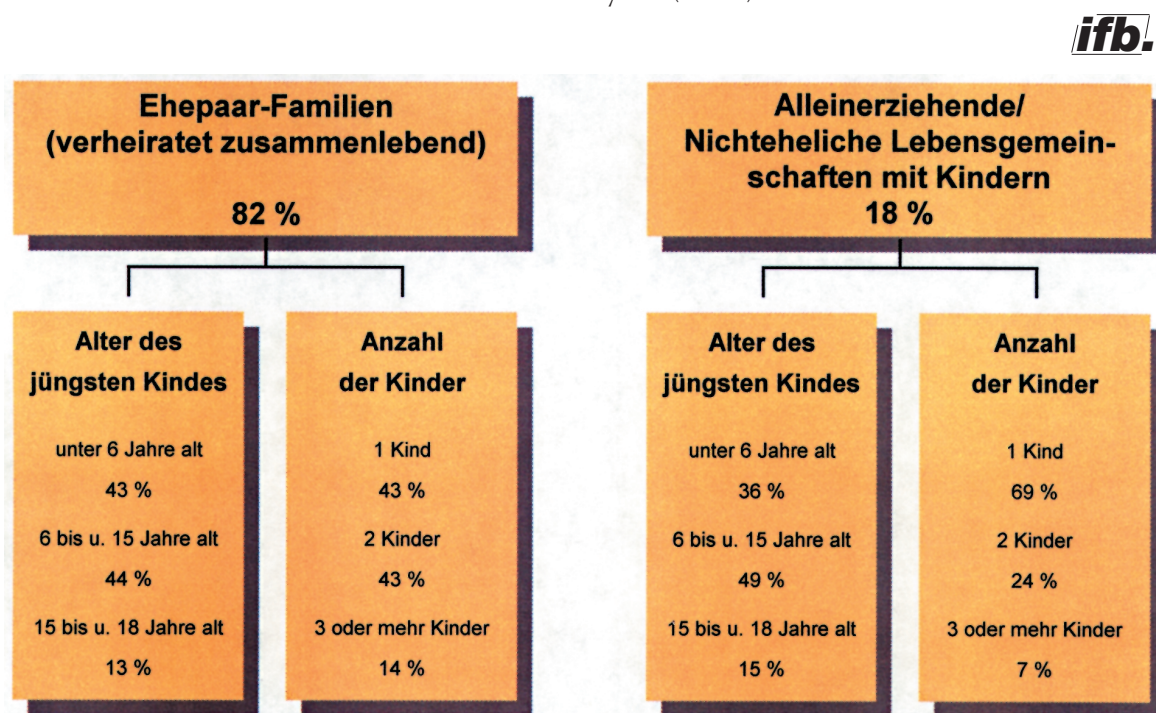 ifb.
Ehepaar-Familien
(verheiratet zusammenlebend)
82 %
Alter des
jüngsten Kindes
unter 6 Jahre alt
43 %
6 bis u. 15 Jahre alt
44 %
15 bis u. 18 Jahre alt
13 %
Anzahl
der Kinder
1 Kind
43 %
2 Kinder
43 %
3 oder mehr Kinder
14 %
Alleinerziehende/
Nichteheliche Lebensgemein-
schaften mit Kindern
18 %
Alter des
jüngsten Kindes
unter 6 Jahre alt
36 %
6 bis u. 15 Jahre alt
49 %
15 bis u. 18 Jahre alt
15 %
Anzahl
der Kinder
1 Kind
69 %
2 Kinder
24 %
3 oder mehr Kinder
7 %